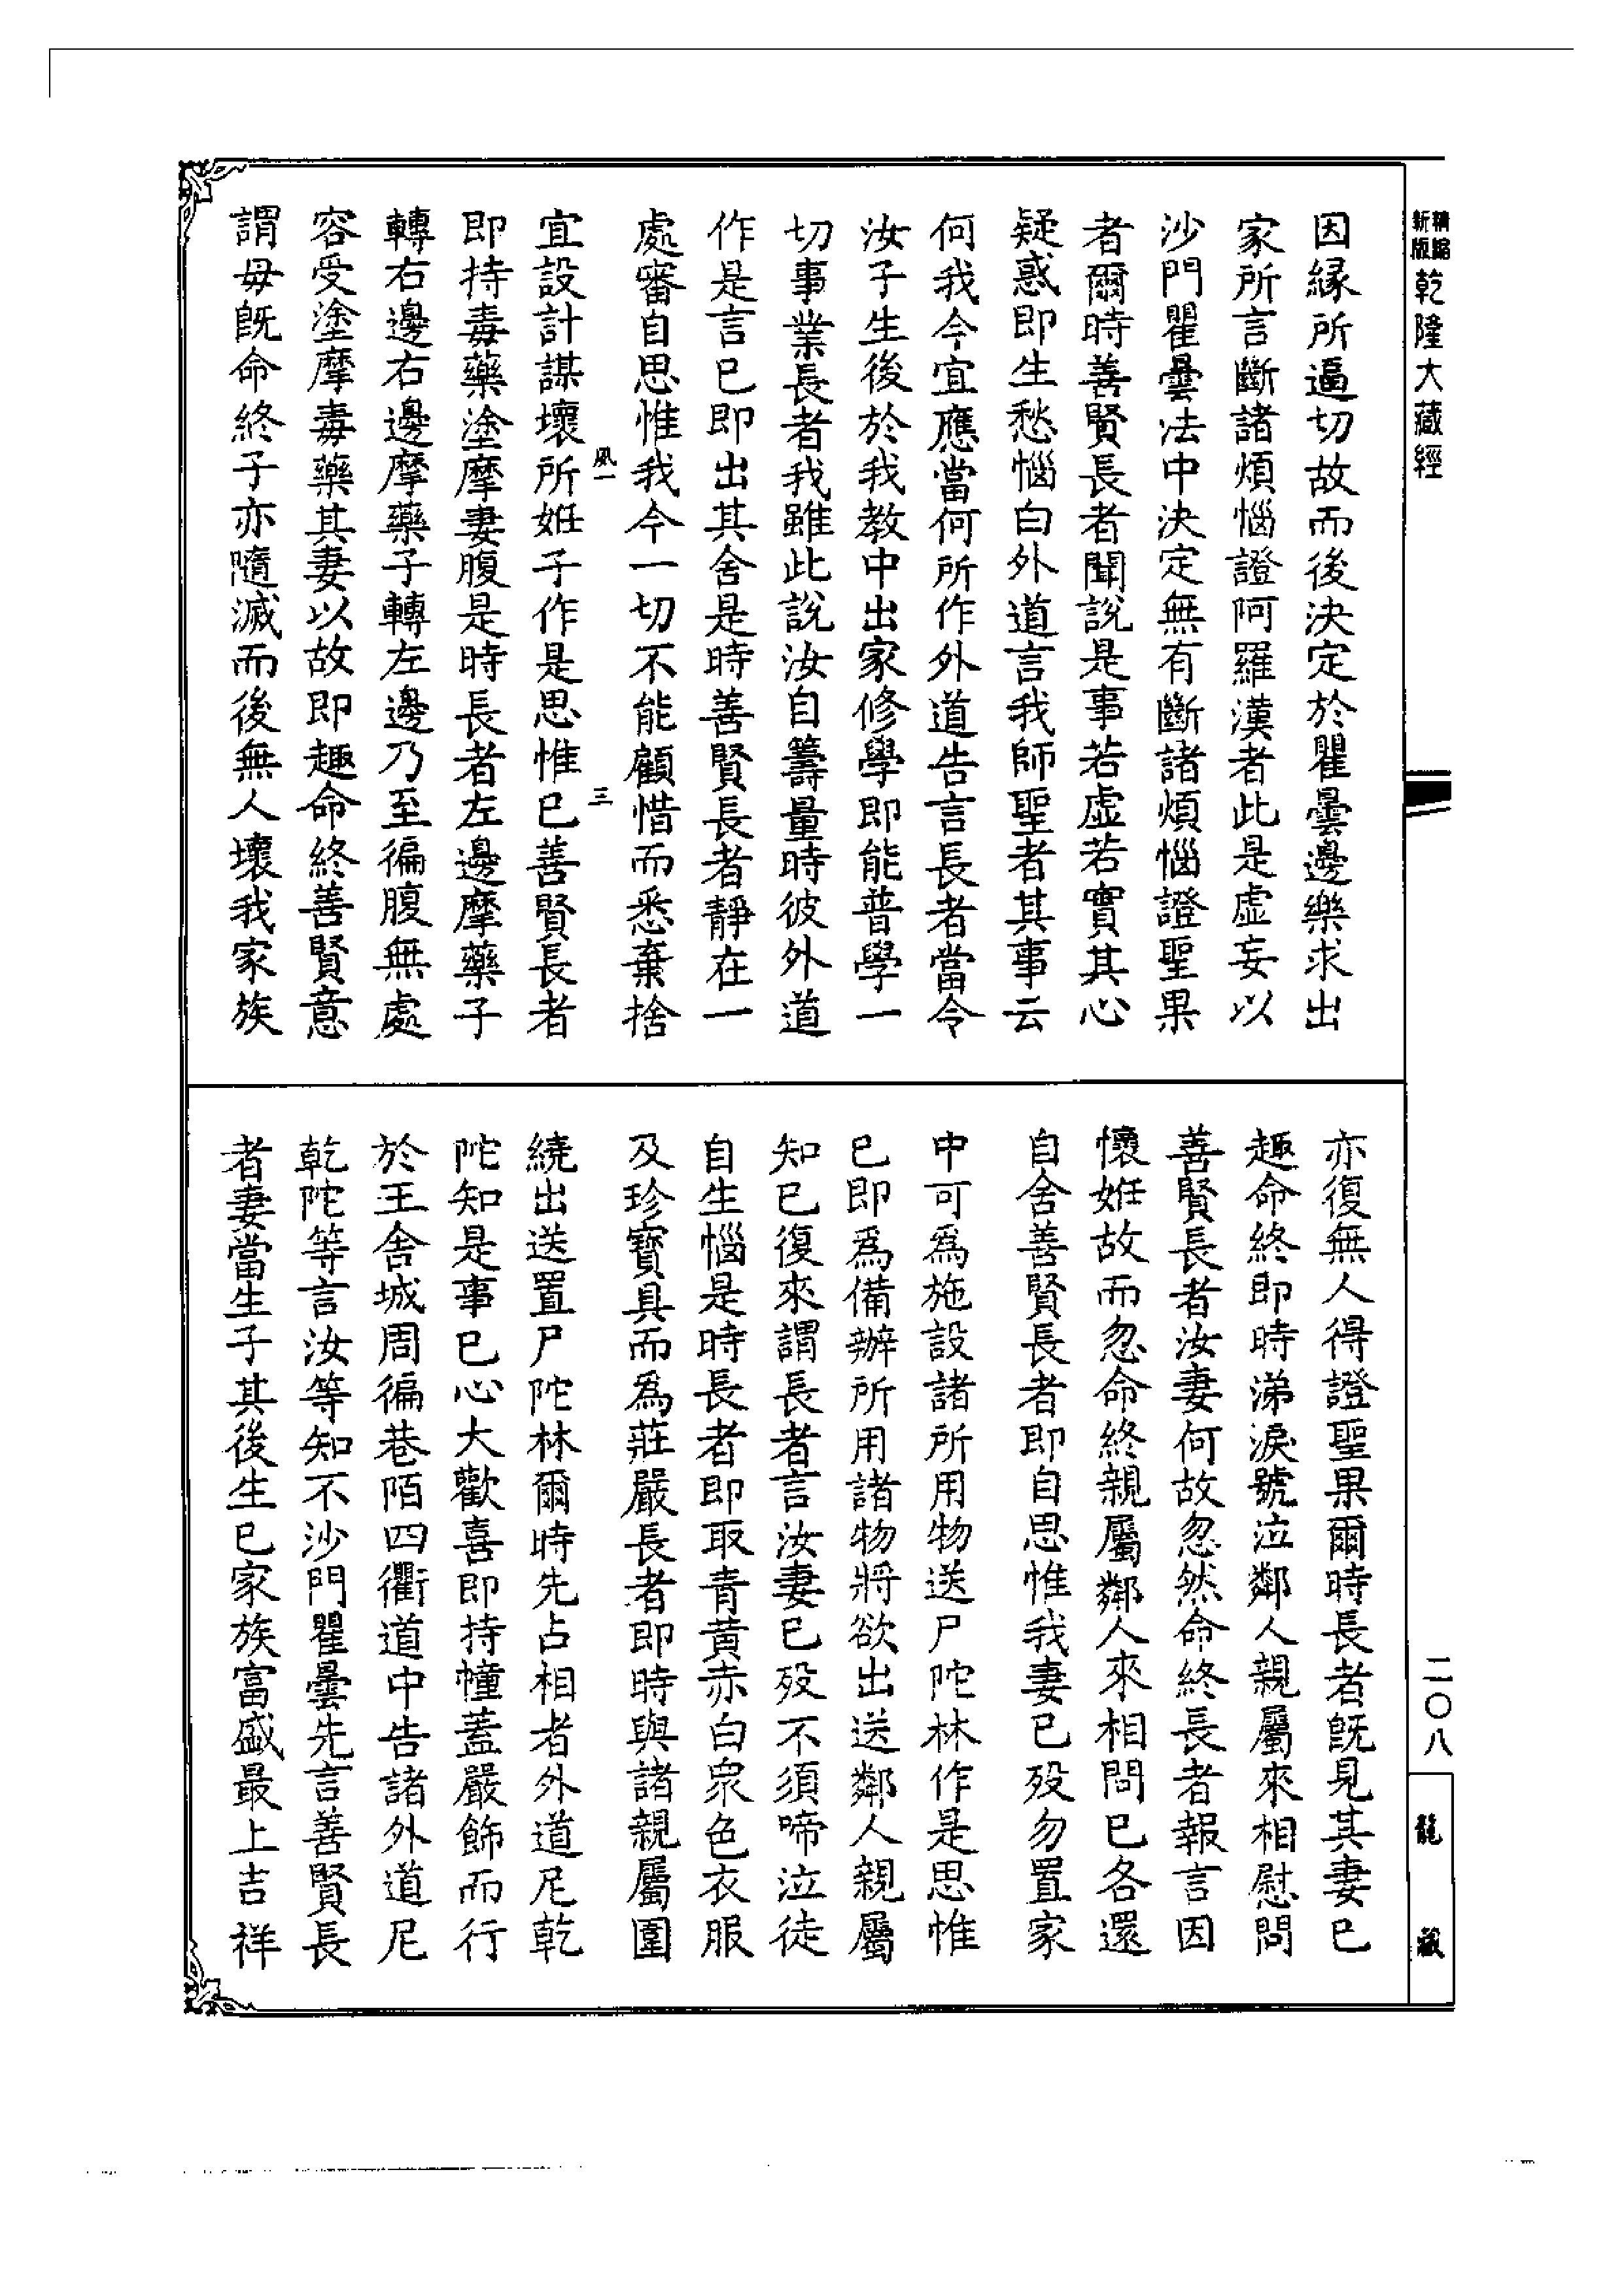 新精
版縮
乾隆大藏經
因緣所逼切故而後決定於瞿曇邊樂求出
家所言斷諸煩惱證阿羅漢者此是虛妄以
沙門瞿曇法中決定無有斷諸煩惱證聖果
者爾時善賢長者聞說是事若虛若實其心
疑惑即生愁惱白外道言我師聖者其事云
何我今宜應當何所作外道告言長者當令
汝子生後於我教中出家修學即能普學一
切事業長者我雖此說汝自籌量時彼外道
作是言已即出其舍是時善賢長者靜在一
處審自思惟我今一切不能顧惜而悉棄捨
風一
三
宜設計謀壞所妊子作是思惟已善賢長者
即持毒藥塗摩妻腹是時長者左邊摩藥子
轉右邊右邊摩藥子轉左邊乃至徧腹無處
容受塗摩毒藥其妻以故即趣命終善賢意
謂母既命終子亦隨滅而後無人壞我家族
亦復無人得證聖果爾時長者既見其妻已
趣命終即時涕淚號泣鄰人親屬來相慰問
善賢長者汝妻何故忽然命終長者報言因
懷妊故而忽命終親屬鄰人來相問已各還
自舍善賢長者即自思惟我妻已歿勿置家
中可為施設諸所用物送尸陀林作是思惟
已即為備辦所用諸物將欲出送鄰人親屬
知已復來謂長者言汝妻已歿不須啼泣徒
自生惱是時長者即取青黃赤白眾色衣服
及珍寶具而為莊嚴長者即時與諸親屬圍
繞出送置尸陀林爾時先占相者外道尼乾
陀知是事已心大歡喜即持幢蓋嚴飾而行
於王舍城周徧巷陌四衢道中告諸外道尼
乾陀等言汝等知不沙門瞿曇先言善賢長
者妻當生子其後生已家族富盛最上吉祥
二〇八
龍藏